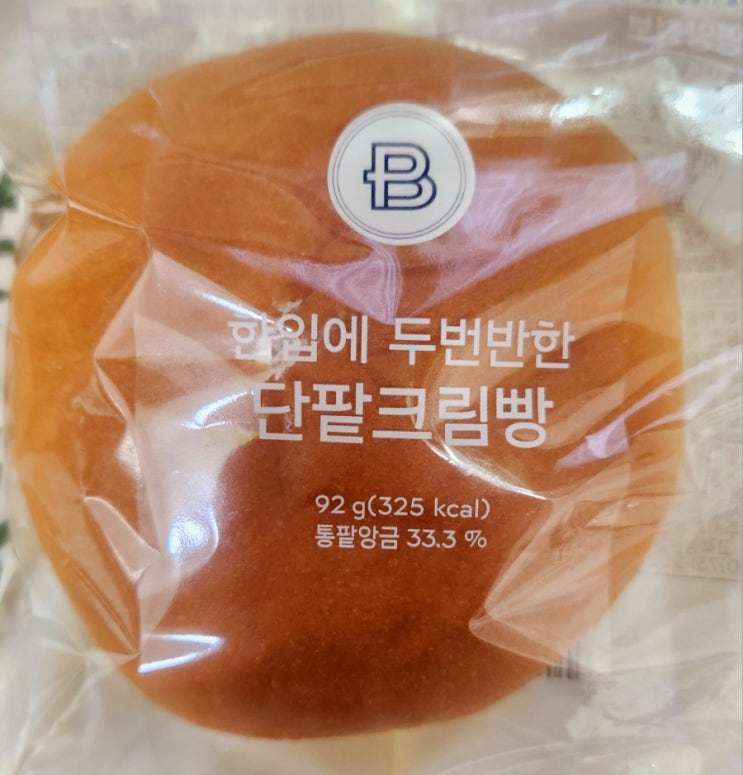 B
한입에 두번반한
단팥크림빵
92 g(325 kcal)
통팥앙금 33.3 %